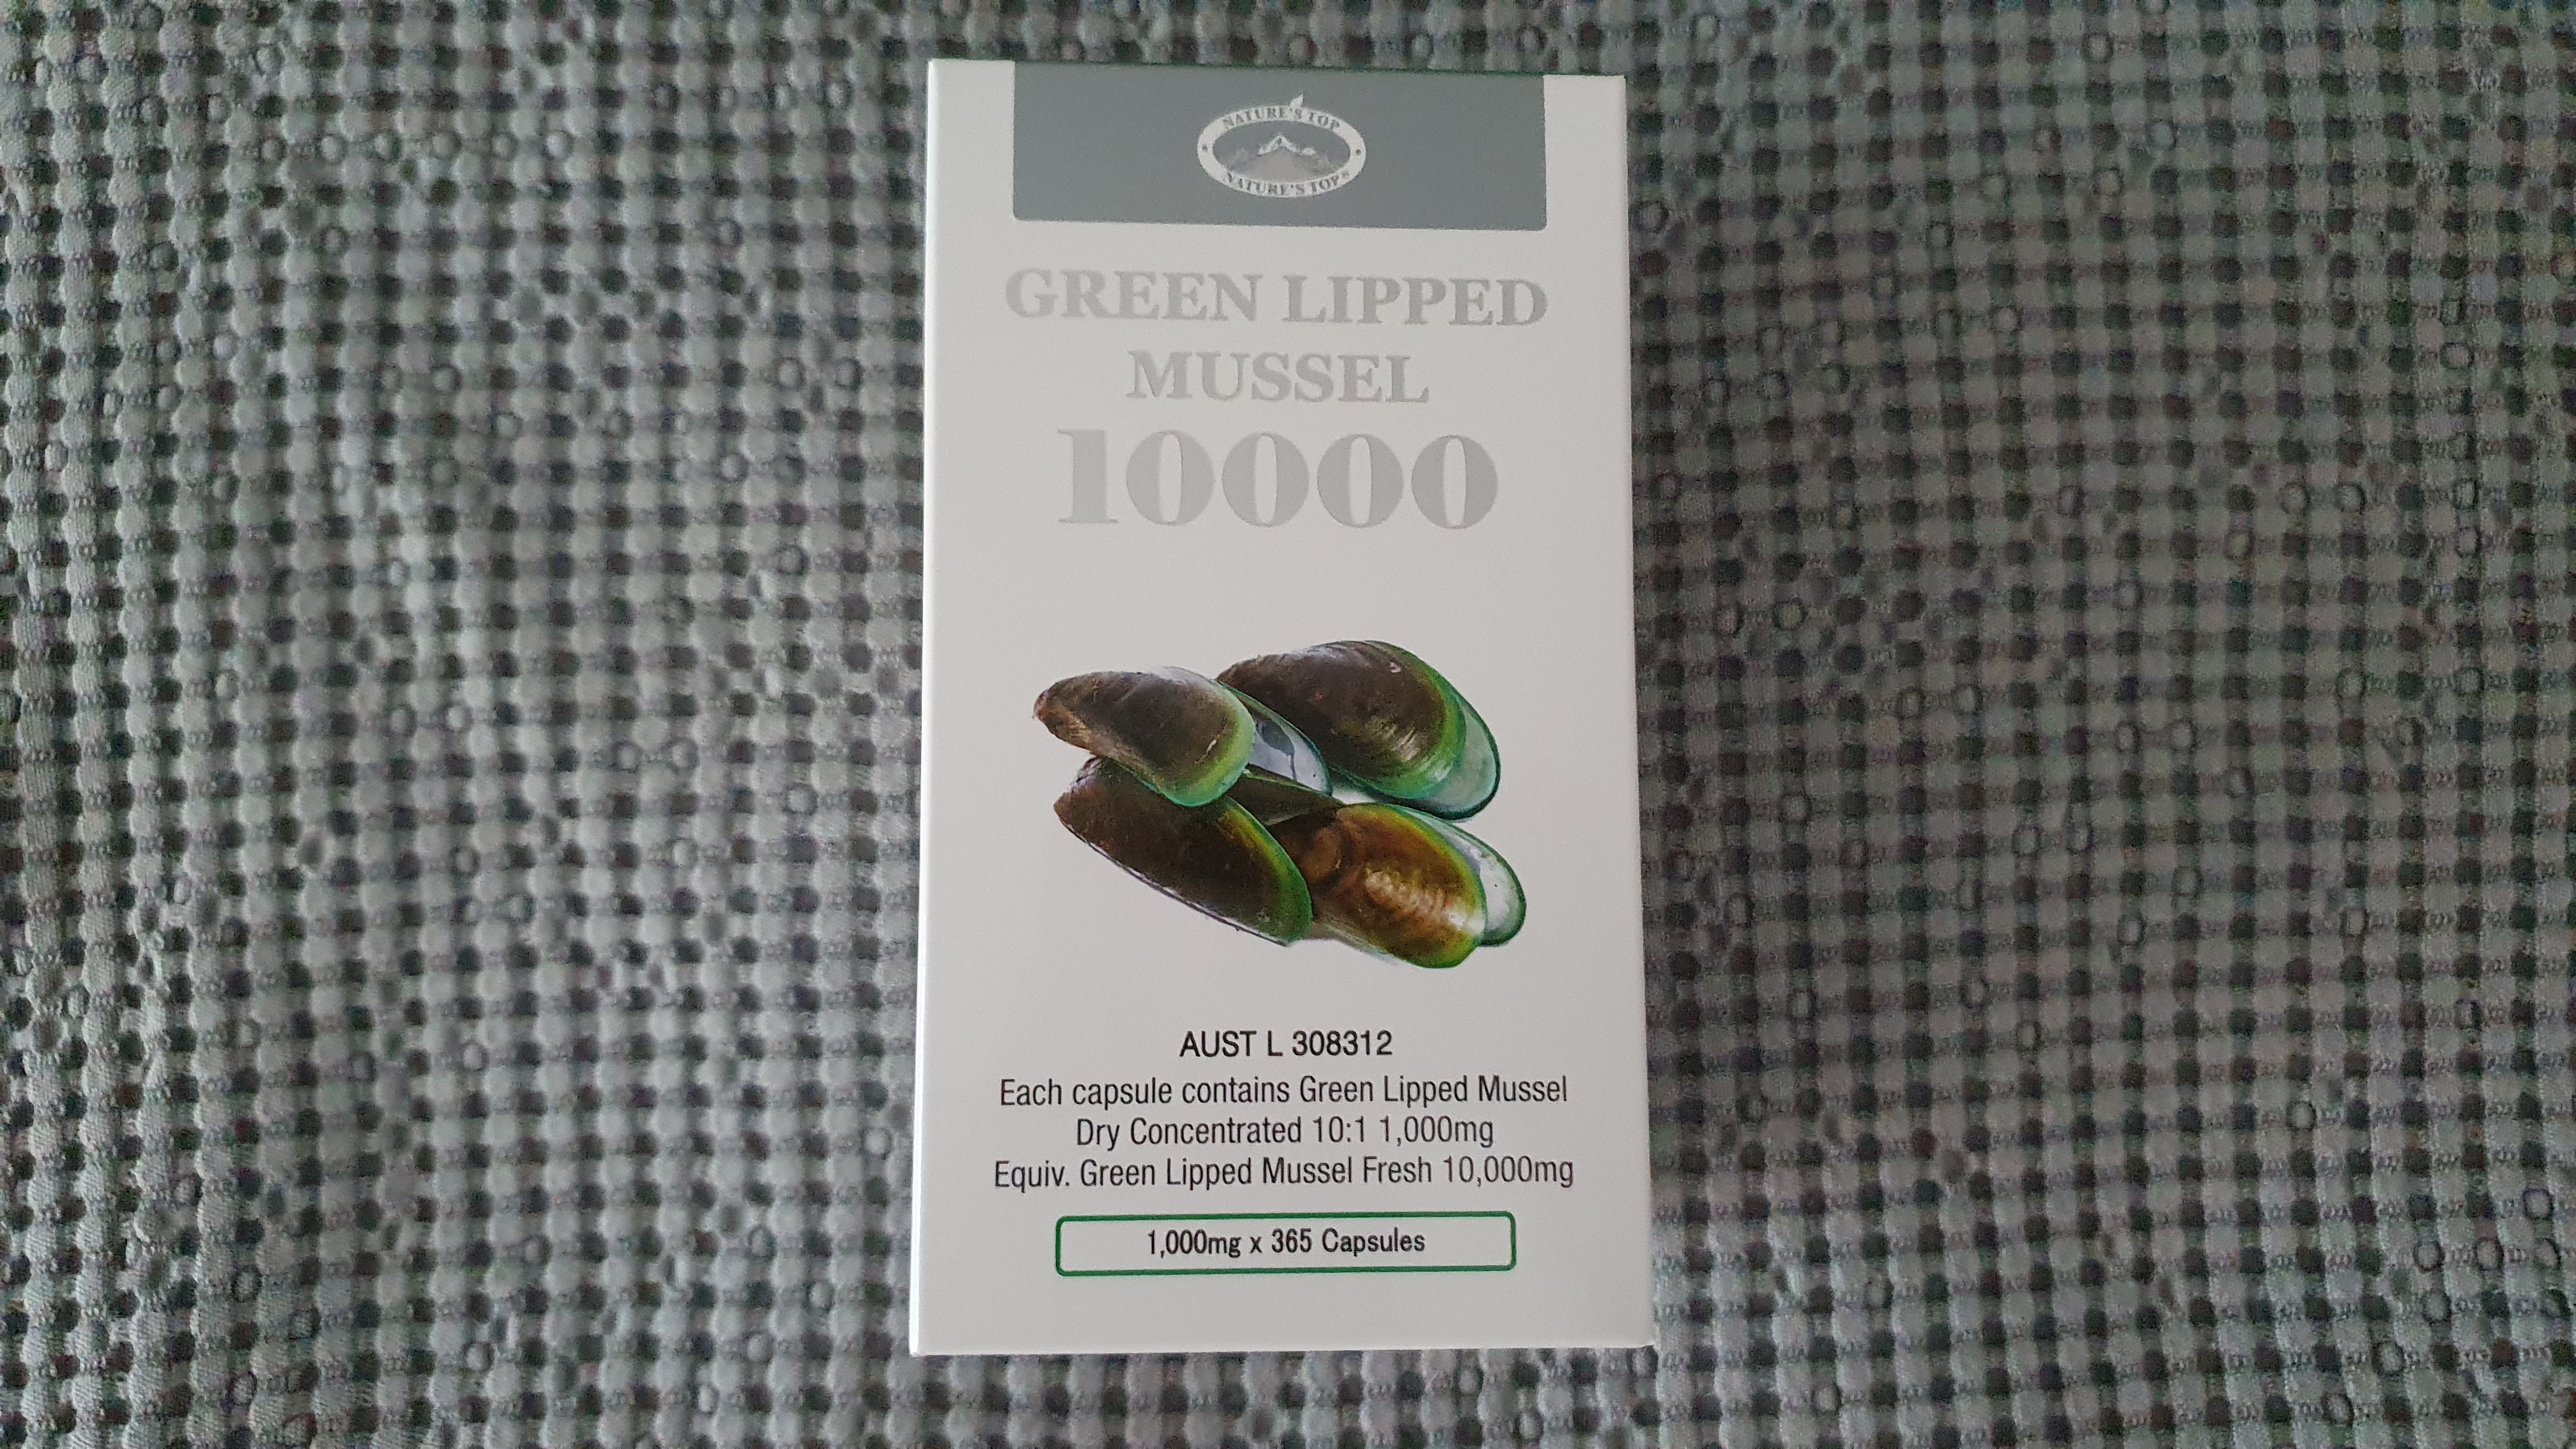 NATURE'S TOP
NATURE'S TOP®
GREEN LIPPED
MUSSEL
10000
AUST L 308312
Each capsule contains Green Lipped Mussel
Dry Concentrated 10:1 1,000mg
Equiv. Green Lipped Mussel Fresh 10,000mg
1,000mg x 365 Capsules